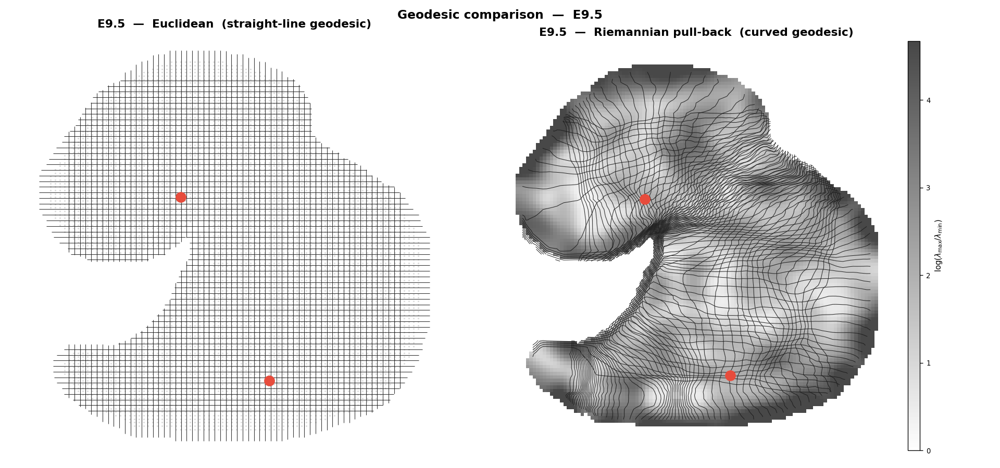 Geodesic comparison — E9.5
E9.5 — Euclidean (straight-line geodesic)
E9.5 — Riemannian pull-back (curved geodesic)
4
3
2
1
0
log(λmax/λmin)